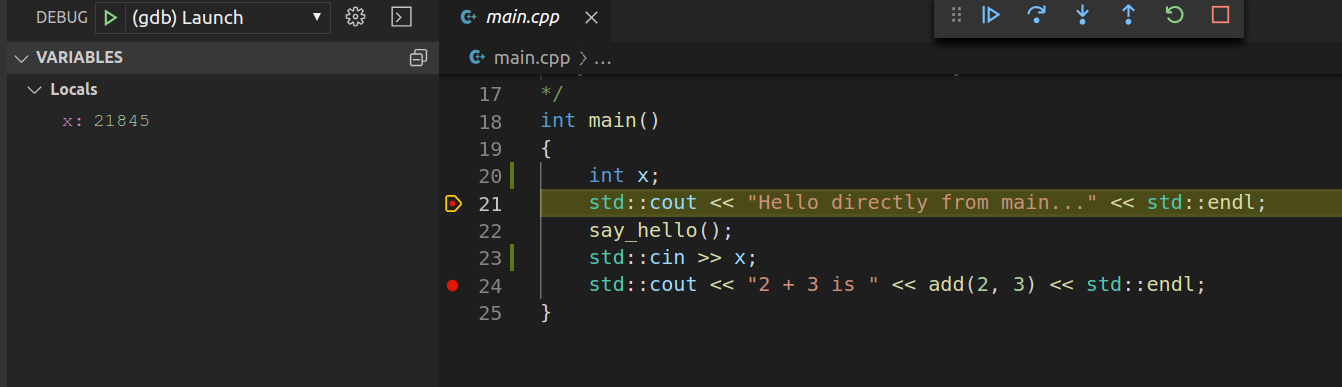 DEBUG (gdb) Launch
VARIABLES
Locals
x: 21845
main.cpp
main.cpp > ...
17 */
18 int main()
19 {
20     int x;
21     std::cout << "Hello directly from main..." << std::endl;
22     say_hello();
23     std::cin >> x;
24     std::cout << "2 + 3 is " << add(2, 3) << std::endl;
25 }